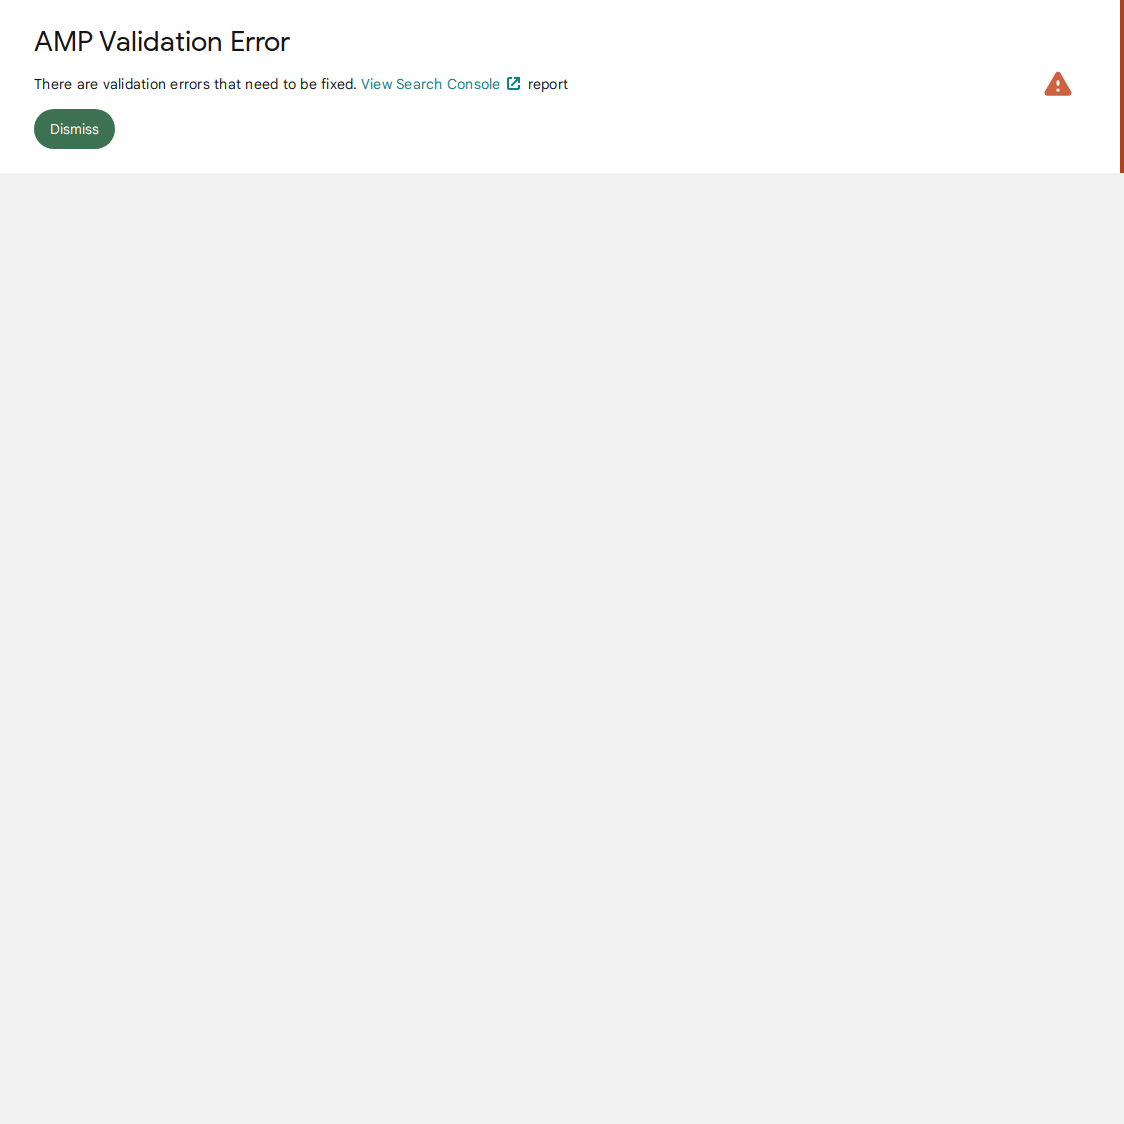 AMP Validation Error
There are validation errors that need to be fixed. View Search Console report
Dismiss